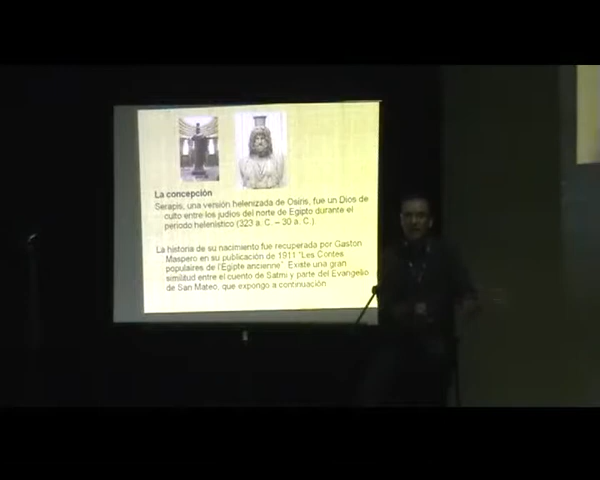 La concepción
Serapis, una versión helenizada de Osiris, fue un Dios de
culto entre los judíos del norte de Egipto durante el
periodo helenístico (323 a. C. – 30 a. C.)
La historia de su nacimiento fue recuperada por Gaston
Maspero en su publicación de 1911 "Les Contes
populaires de l'Egipte ancienne". Existe una gran
similitud entre el cuento de Satmi y parte del Evangelio
de San Mateo, que expongo a continuación